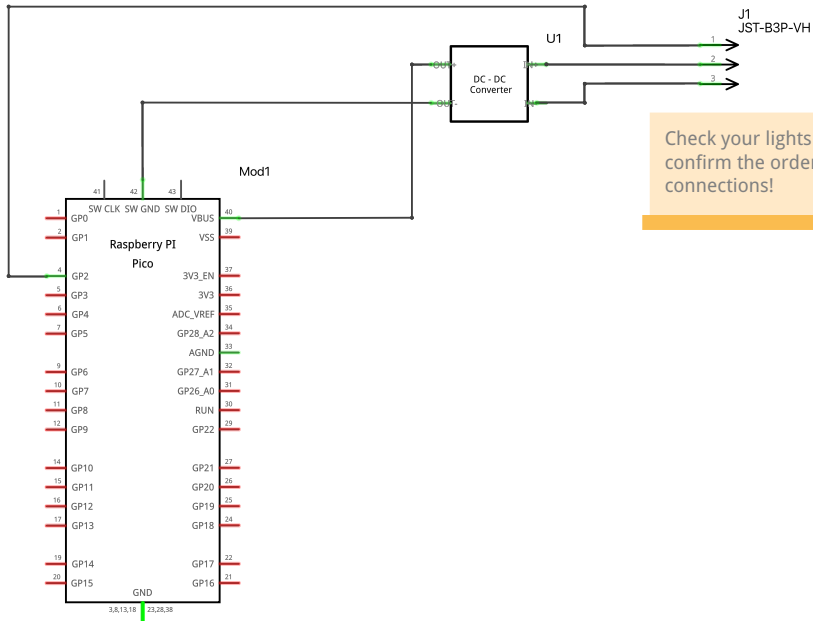 J1
JST-B3P-VH
1
2
3
U1
OUT+
IN+
DC - DC
Converter
OUT-
IN-
Check your lights
confirm the order
connections!
Mod1
41 42 43
SW CLK SW GND SW DIO
1 GP0 VBUS 40
2 GP1 VSS 39
Raspberry PI
Pico
4 GP2 3V3_EN 37
5 GP3 3V3 36
6 GP4 ADC_VREF 35
7 GP5 GP28_A2 34
AGND 33
9 GP6 GP27_A1 32
10 GP7 GP26_A0 31
11 GP8 RUN 30
12 GP9 GP22 29
14 GP10 GP21 27
15 GP11 GP20 26
16 GP12 GP19 25
17 GP13 GP18 24
19 GP14 GP17 22
20 GP15 GP16 21
GND
3,8,13,18 23,28,38